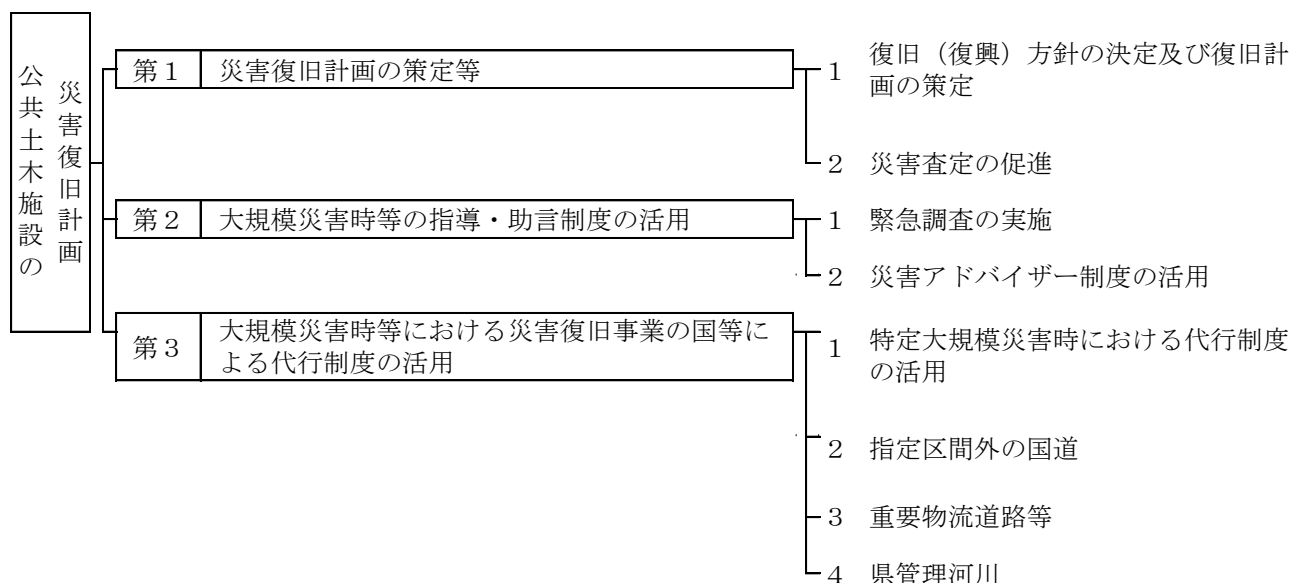 公共土木施設の
災害復旧計画
第１ 災害復旧計画の策定等
１ 復旧（復興）方針の決定及び復旧計
画の策定
２ 災害査定の促進
第２ 大規模災害時等の指導・助言制度の活用
１ 緊急調査の実施
２ 災害アドバイザー制度の活用
第３ 大規模災害時等における災害復旧事業の国等に
よる代行制度の活用
１ 特定大規模災害時における代行制度
の活用
２ 指定区間外の国道
３ 重要物流道路等
４ 県管理河川